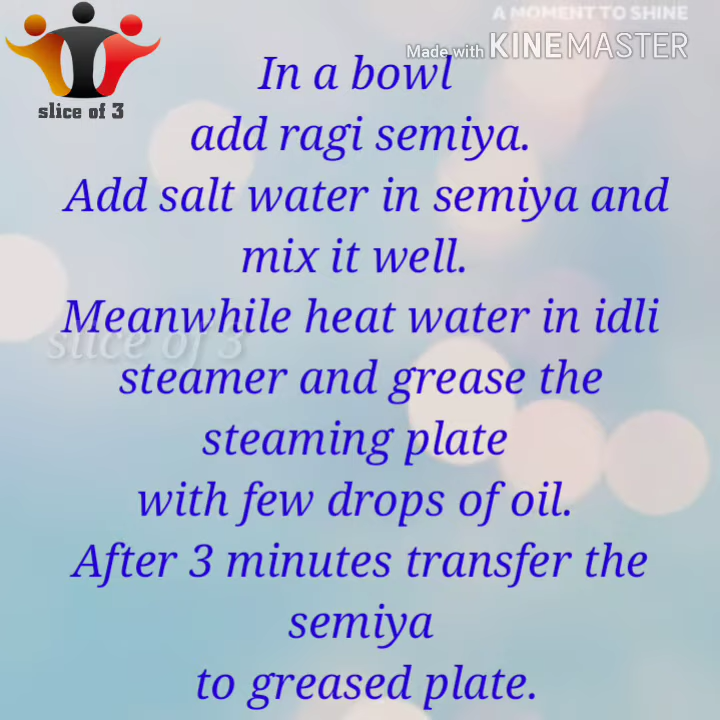 A MOMENT TO SHINE
Made with KINEMASTER
slice of 3
In a bowl
add ragi semiya.
Add salt water in semiya and
mix it well.
Meanwhile heat water in idli
slice of 3
steamer and grease the
steaming plate
with few drops of oil.
After 3 minutes transfer the
semiya
to greased plate.